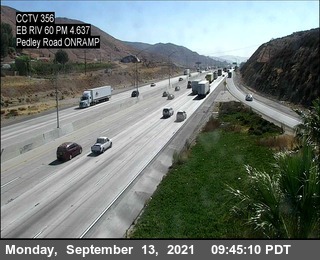 CCTV 356
EB RIV 60 PM 4.637
Pedley Road ONRAMP
Monday, September 13, 2021 09:45:10 PDT